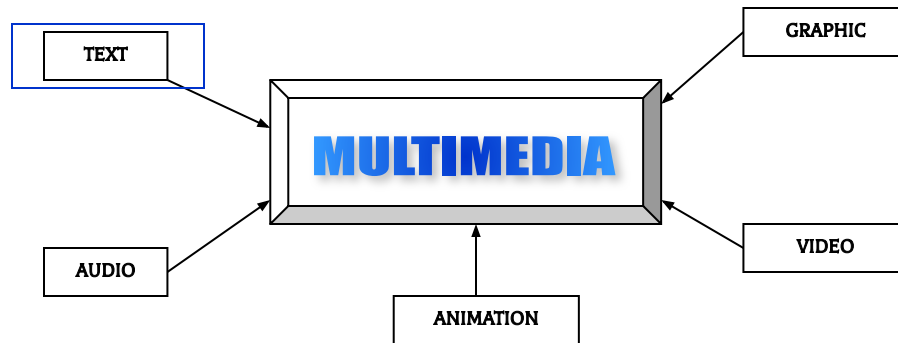 GRAPHIC
TEXT
MULTIMEDIA
VIDEO
AUDIO
ANIMATION